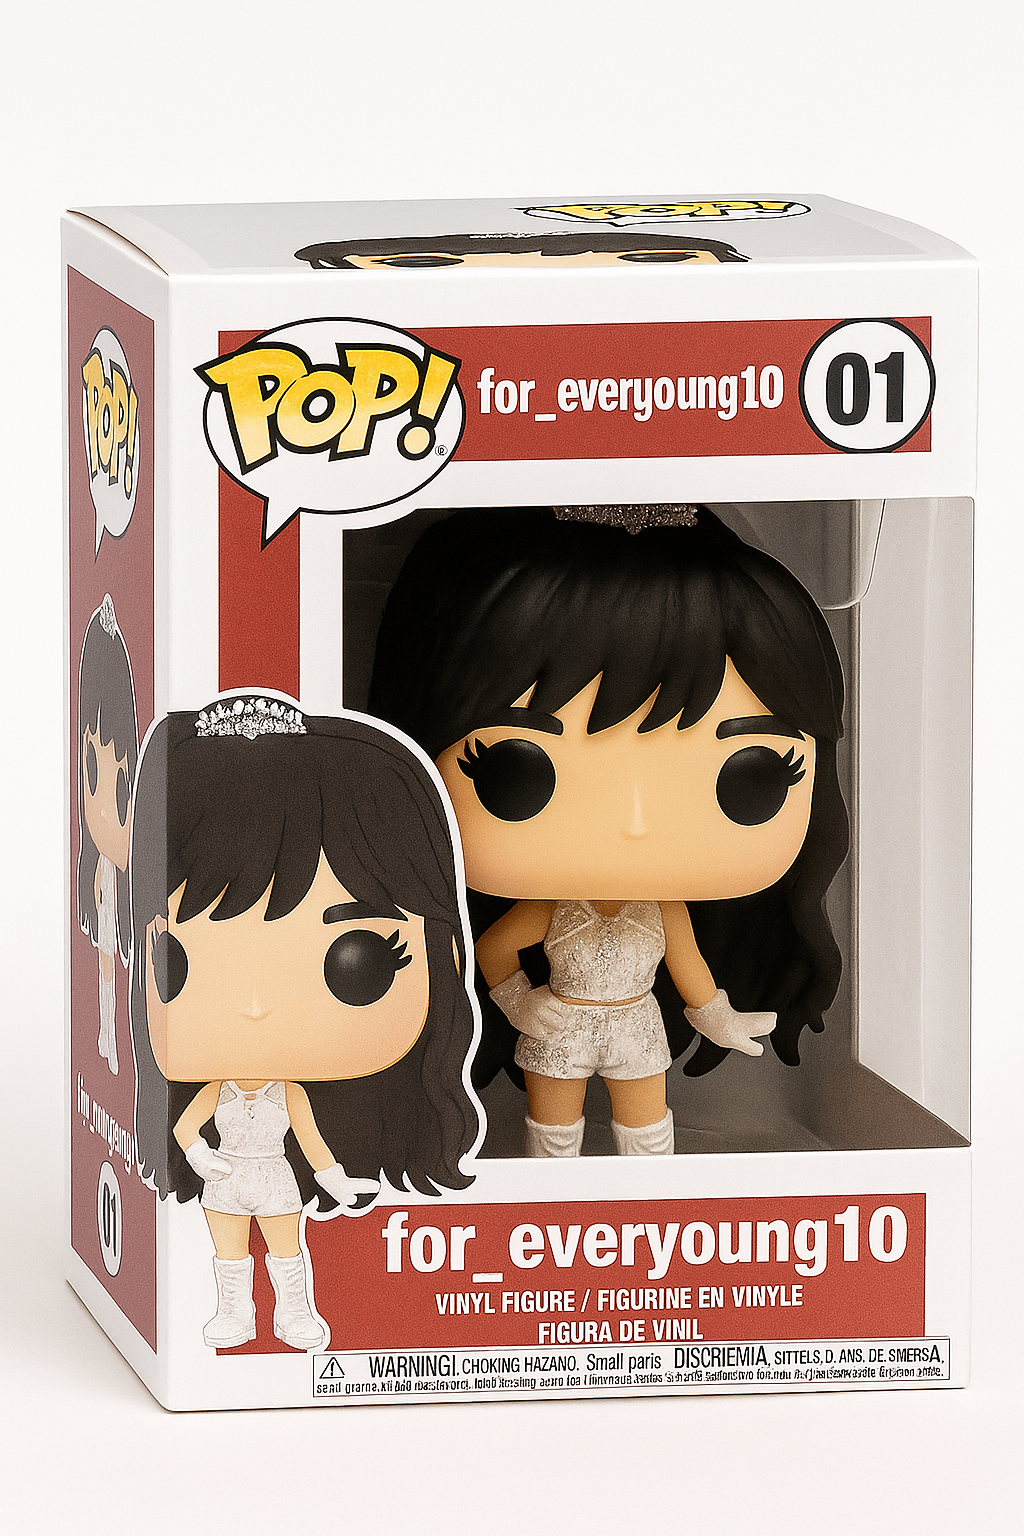 POP!
POP!
for_everyoung10
01
POP!
®
01
for_everyoung10
VINYL FIGURE / FIGURINE EN VINYLE
FIGURA DE VINIL
WARNING!. CHOKING HAZANO. Small paris DISCRIEMIA, SITTELS, D. ANS. DE. SMERSA,